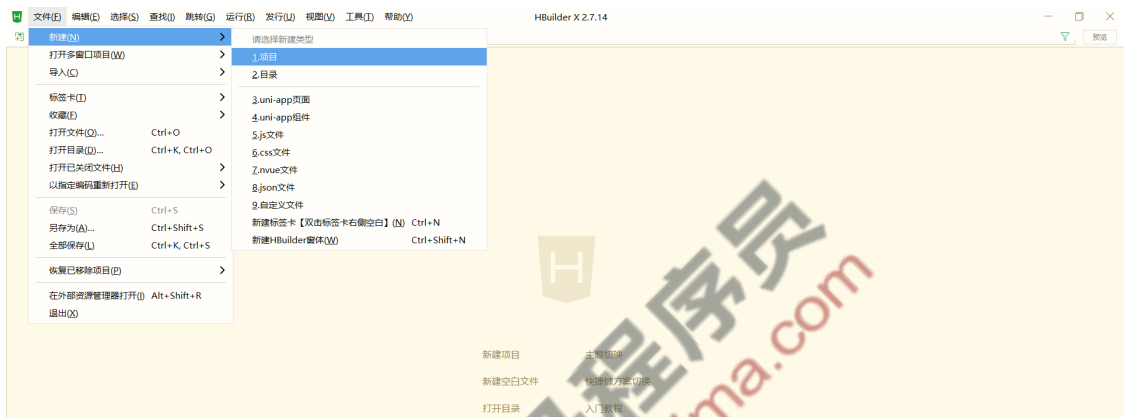 文件(F) 编辑(E) 选择(S) 查找(I) 跳转(G) 运行(R) 发行(U) 视图(V) 工具(T) 帮助(Y) HBuilder X 2.7.14
新建(N)
打开多窗口项目(W)
导入(C)
标签卡(T)
收藏(F)
打开文件(O)... Ctrl+O
打开目录(D)... Ctrl+K, Ctrl+O
打开已关闭文件(H)
以指定编码重新打开(E)
保存(S) Ctrl+S
另存为(A)... Ctrl+Shift+S
全部保存(L) Ctrl+K, Ctrl+S
恢复已移除项目(P)
在外部资源管理器打开(I) Alt+Shift+R
退出(X)
请选择新建类型
1.项目
2.目录
3.uni-app页面
4.uni-app组件
5.js文件
6.css文件
7.nvue文件
8.json文件
9.自定义文件
新建标签卡【双击标签卡右侧空白】(N) Ctrl+N
新建HBuilder窗体(W) Ctrl+Shift+N
预览
H
新建项目 主题切换
新建空白文件 快捷键方案切换
打开目录 入门教程
程序员
ma.com